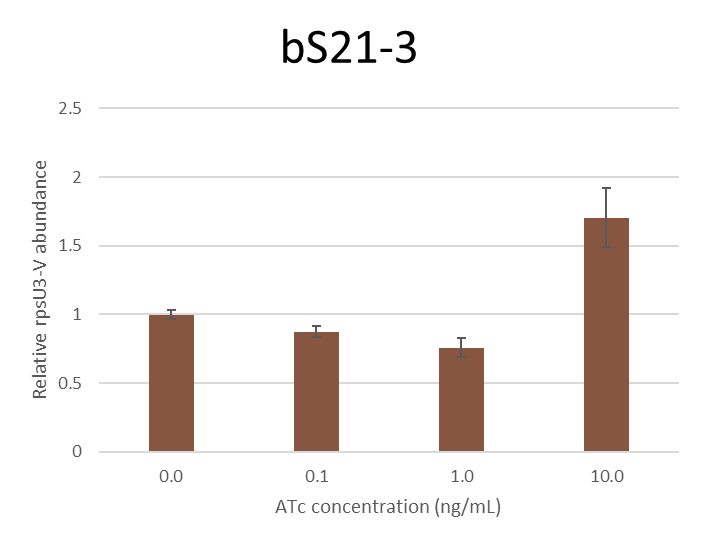 bS21-3
2.5
2
1.5
1
0.5
0
Relative rpsU3-V abundance
0.0 0.1 1.0 10.0
ATc concentration (ng/mL)